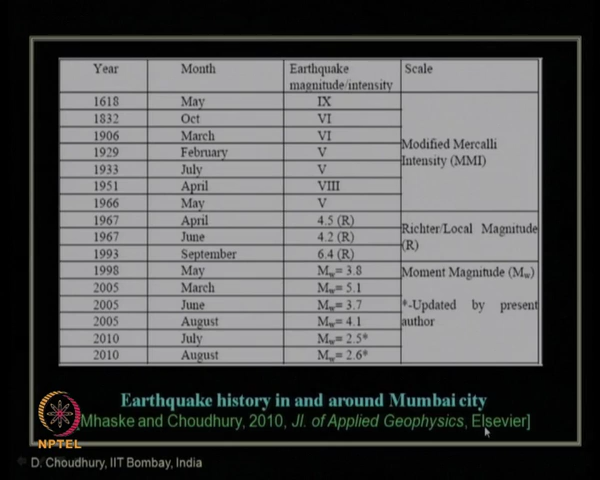 Year Month Earthquake magnitude/intensity Scale
1618 May IX
1832 Oct VI
1906 March VI
1929 February V
1933 July V
1951 April VIII
1966 May V
Modified Mercalli
Intensity (MMI)
1967 April 4.5 (R)
1967 June 4.2 (R)
1993 September 6.4 (R)
Richter/Local Magnitude
(R)
1998 May Mw= 3.8
2005 March Mw= 5.1
2005 June Mw= 3.7
2005 August Mw= 4.1
2010 July Mw= 2.5*
2010 August Mw= 2.6*
Moment Magnitude (Mw)
*-Updated by present
author
Earthquake history in and around Mumbai city
[Mhaske and Choudhury, 2010, Jl. of Applied Geophysics, Elsevier]
NPTEL
D. Choudhury, IIT Bombay, India